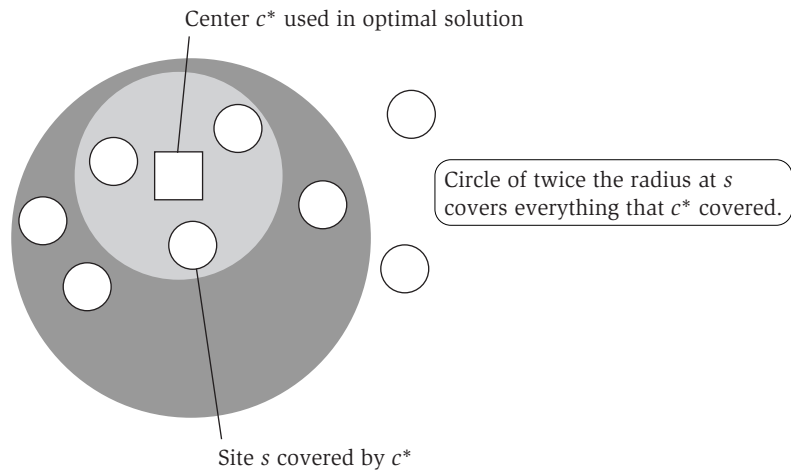 Center c* used in optimal solution
Circle of twice the radius at s
covers everything that c* covered.
Site s covered by c*